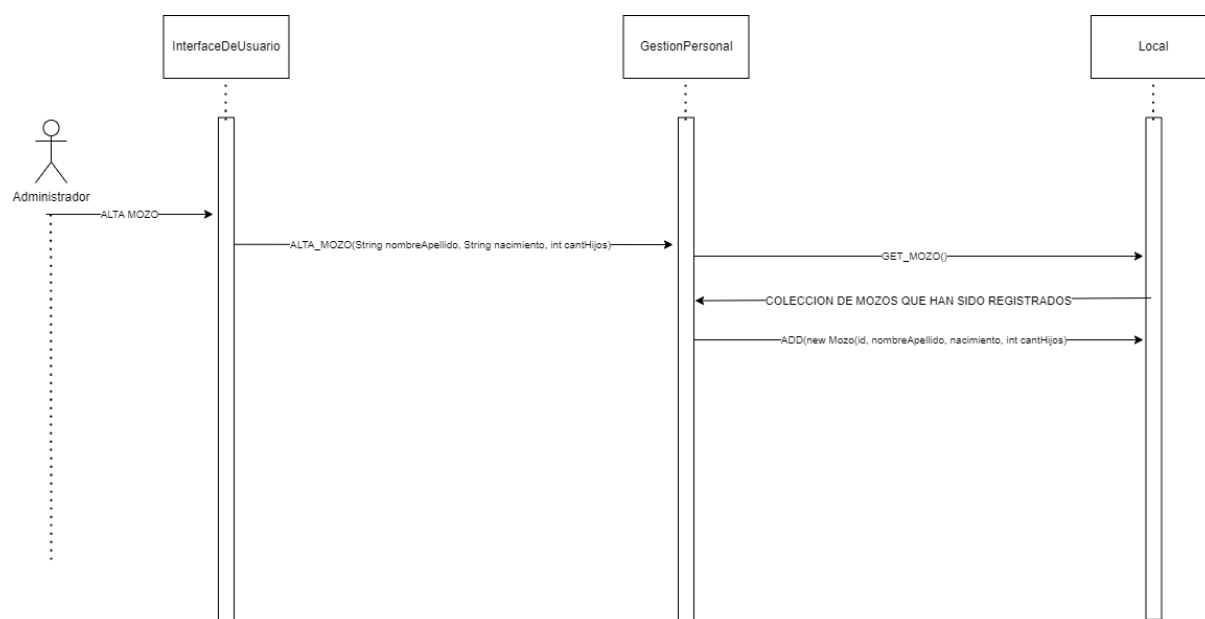 InterfaceDeUsuario
GestionPersonal
Local
Administrador
ALTA MOZO
ALTA_MOZO(String nombreApellido, String nacimiento, int cantHijos)
GET_MOZO()
COLECCION DE MOZOS QUE HAN SIDO REGISTRADOS
ADD(new Mozo(id, nombreApellido, nacimiento, int cantHijos)